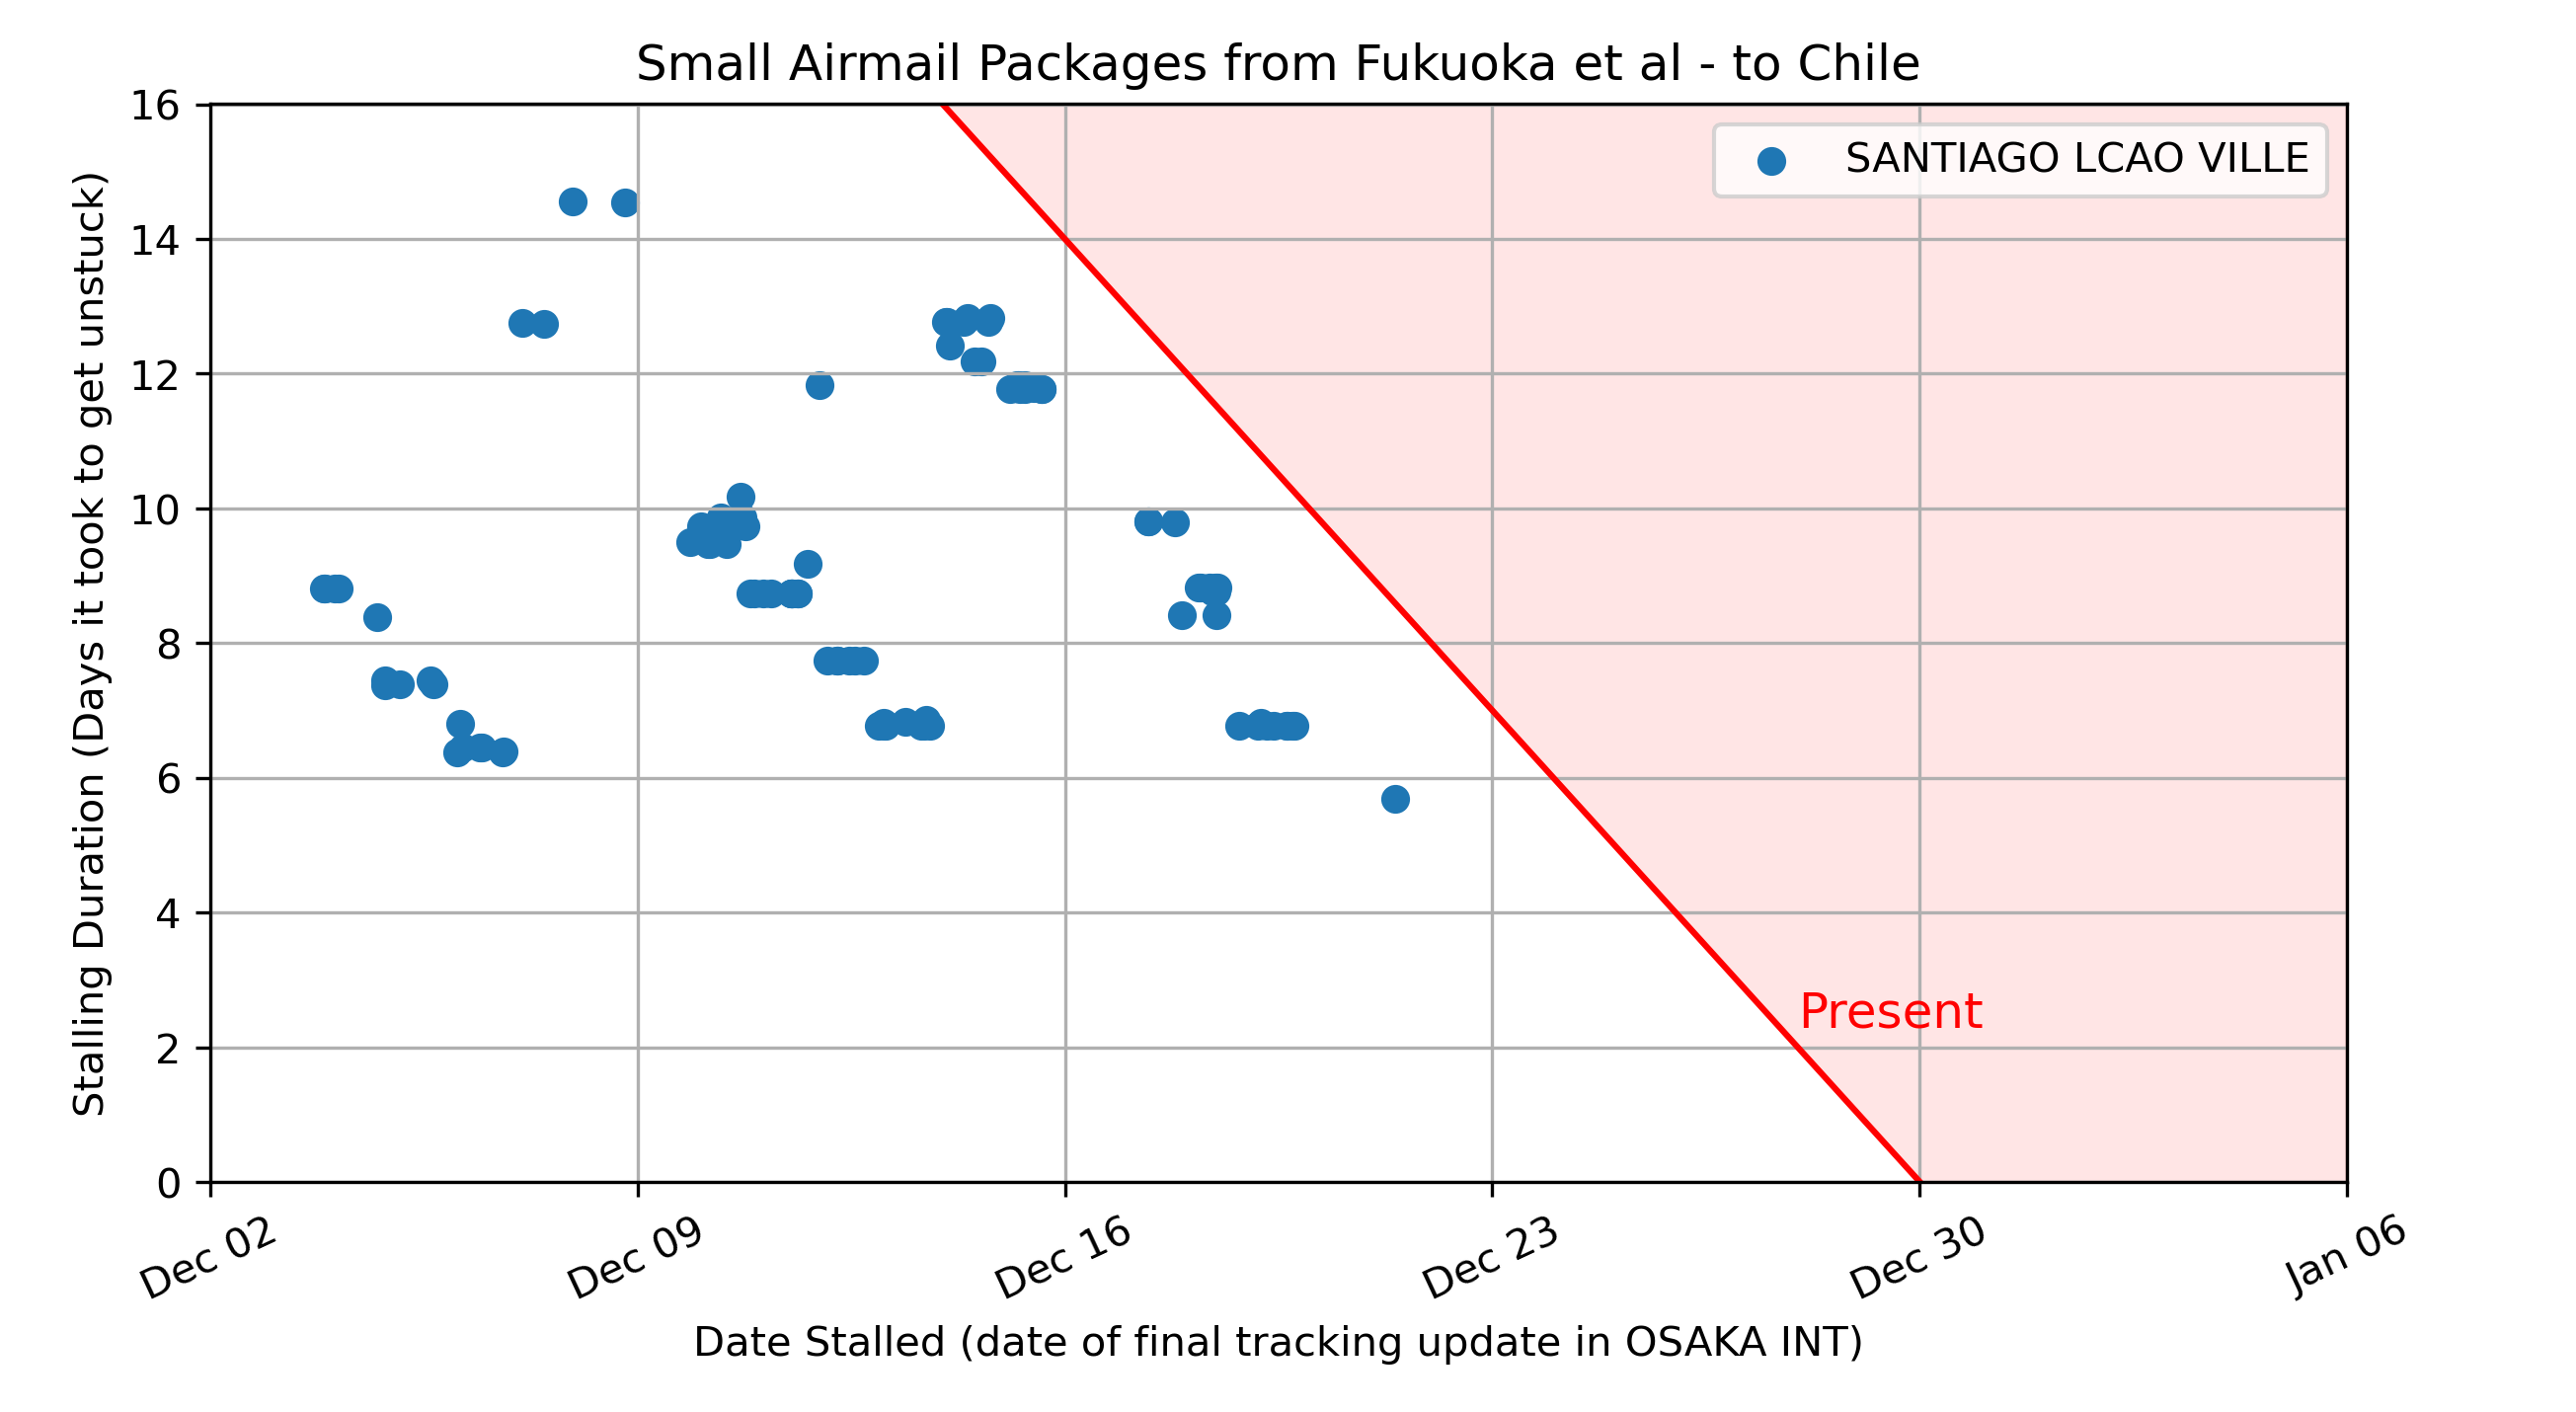 Small Airmail Packages from Fukuoka et al - to Chile
SANTIAGO LCAO VILLE
Stalling Duration (Days it took to get unstuck)
16
14
12
10
8
6
4
2
0
Present
Dec 02
Dec 09
Dec 16
Dec 23
Dec 30
Jan 06
Date Stalled (date of final tracking update in OSAKA INT)